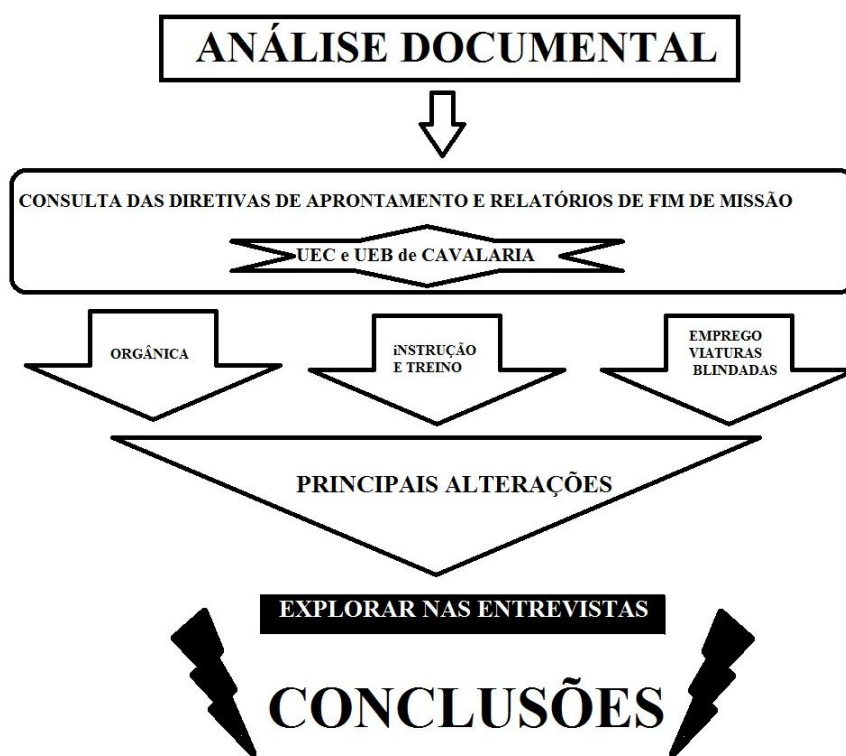 ANÁLISE DOCUMENTAL
CONSULTA DAS DIRETIVAS DE APRONTAMENTO E RELATÓRIOS DE FIM DE MISSÃO
UEC e UEB de CAVALARIA
ORGÂNICA
iNSTRUÇÃO
E TREINO
EMPREGO
VIATURAS
BLINDADAS
PRINCIPAIS ALTERAÇÕES
EXPLORAR NAS ENTREVISTAS
CONCLUSÕES